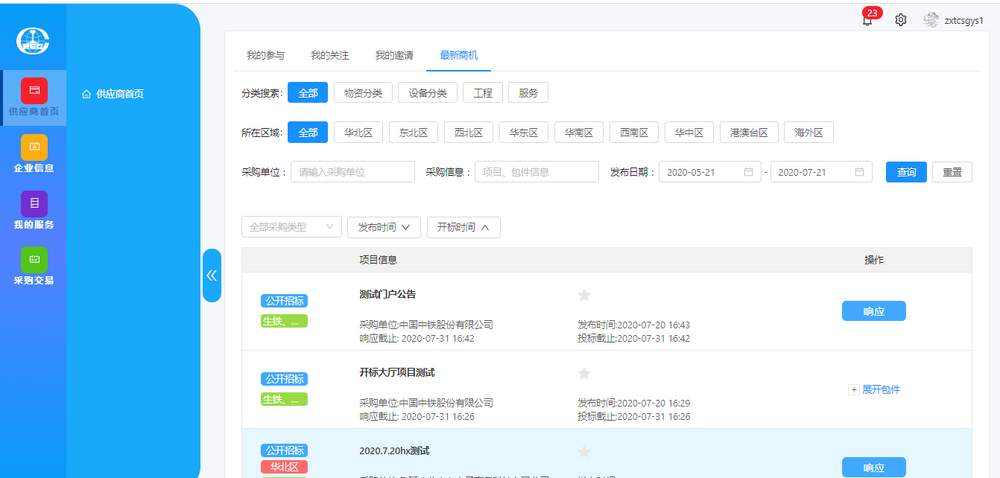 23
zxtcsgys1
CREC
供应商首页
企业信息
我的服务
采购交易
供应商首页
我的参与 我的关注 我的邀请 最新商机
分类搜索: 全部 物资分类 设备分类 工程 服务
所在区域: 全部 华北区 东北区 西北区 华东区 华南区 西南区 华中区 港澳台区 海外区
采购单位: 请输入采购单位 采购信息: 项目、包件信息 发布日期: 2020-05-21 - 2020-07-21 查询 重置
全部采购类型 发布时间 开标时间
项目信息 操作
公开招标
生铁、...
测试门户公告
采购单位:中国中铁股份有限公司 发布时间:2020-07-20 16:43
响应截止: 2020-07-31 16:42 投标截止:2020-07-31 16:42
响应
公开招标
生铁、...
开标大厅项目测试
采购单位:中国中铁股份有限公司 发布时间:2020-07-20 16:29
响应截止: 2020-07-31 16:26 投标截止:2020-07-31 16:26
+ 展开包件
公开招标
华北区
2020.7.20hx测试
响应